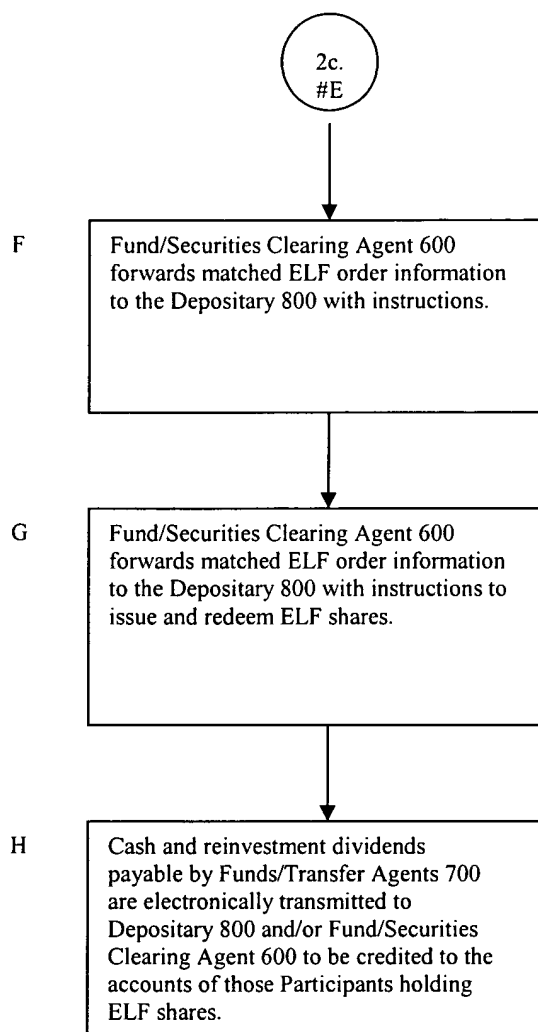 2c.
#E
F
Fund/Securities Clearing Agent 600
forwards matched ELF order information
to the Depositary 800 with instructions.
G
Fund/Securities Clearing Agent 600
forwards matched ELF order information
to the Depositary 800 with instructions to
issue and redeem ELF shares.
H
Cash and reinvestment dividends
payable by Funds/Transfer Agents 700
are electronically transmitted to
Depositary 800 and/or Fund/Securities
Clearing Agent 600 to be credited to the
accounts of those Participants holding
ELF shares.